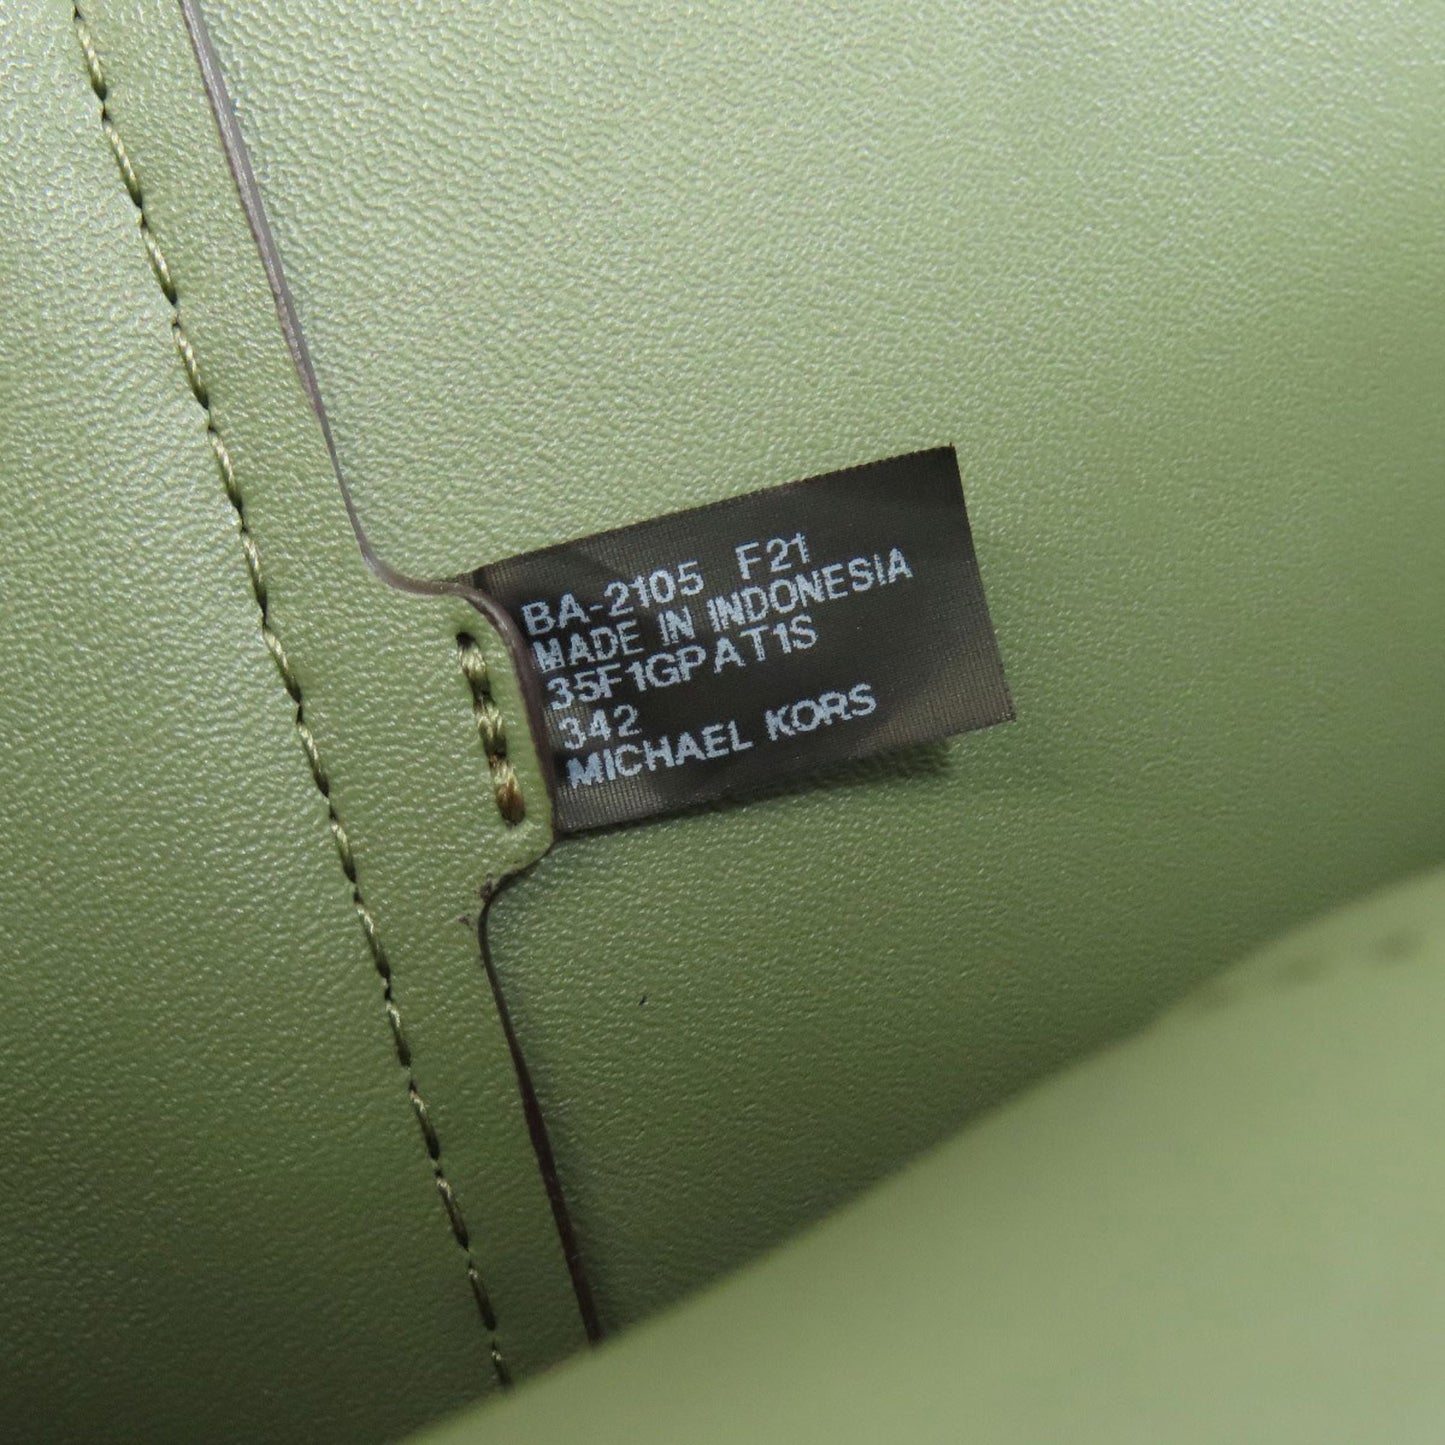 BA-2105 F21
MADE IN INDONESIA
35F1GPAT1S
342
MICHAEL KORS